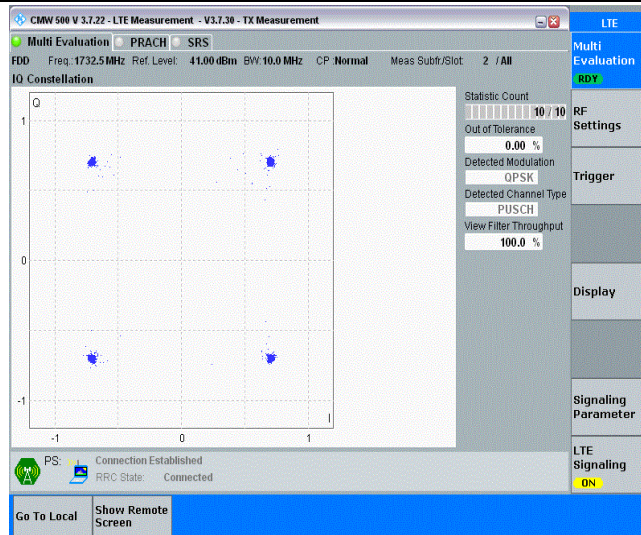 CMW 500 V 3.7.22 - LTE Measurement - V3.7.30 - TX Measurement
LTE
Multi Evaluation PRACH SRS
Multi Evaluation
RDY
FDD Freq.:1732.5 MHz Ref. Level: 41.00 dBm BW:10.0 MHz CP :Normal Meas Subfr./Slot 2 / All
IQ Constellation
Statistic Count
10 / 10
Out of Tolerance
0.00 %
Detected Modulation
QPSK
Detected Channel Type
PUSCH
View Filter Throughput
100.0 %
RF
Settings
Trigger
Display
Signaling
Parameter
LTE
Signaling
ON
Q
1
0
-1
I
-1 0 1
PS: Connection Established
RRC State: Connected
Go To Local
Show Remote
Screen